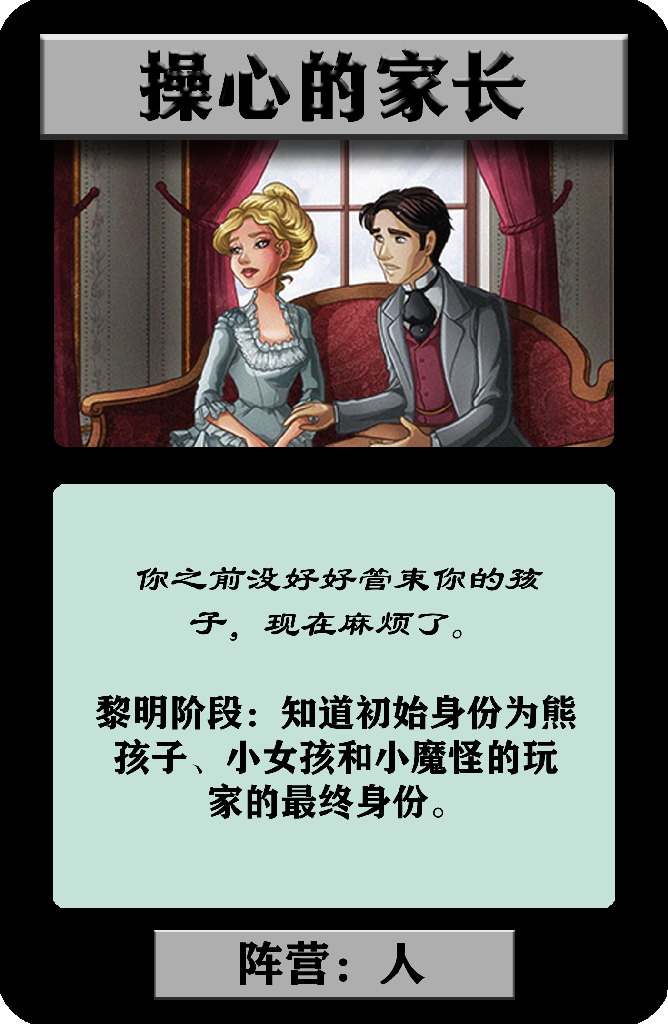 操心的家长
你之前没好好管束你的孩
子，现在麻烦了。
黎明阶段：知道初始身份为熊
孩子、小女孩和小魔怪的玩
家的最终身份。
阵营：人